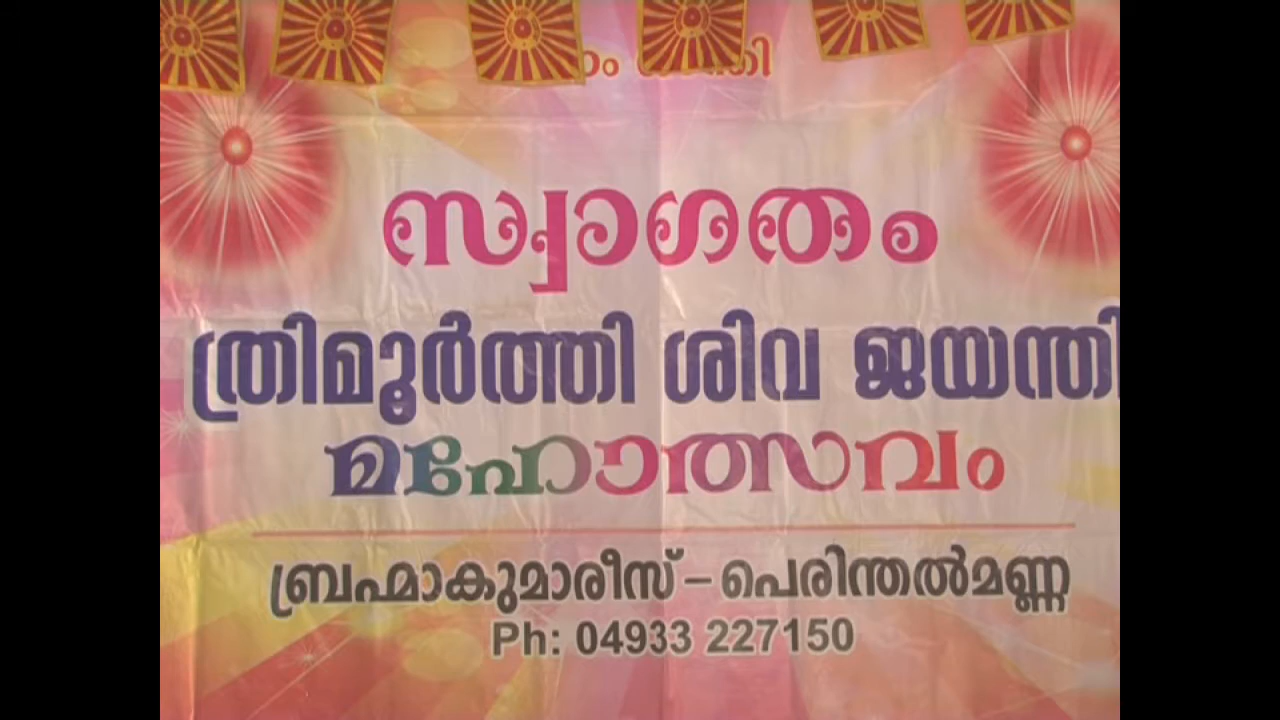 സ്വാഗതം
ത്രിമൂർത്തി ശിവ ജയന്തി
മഹോത്സവം
ബ്രഹ്മാകുമാരീസ് - പെരിന്തൽമണ്ണ
Ph: 04933 227150